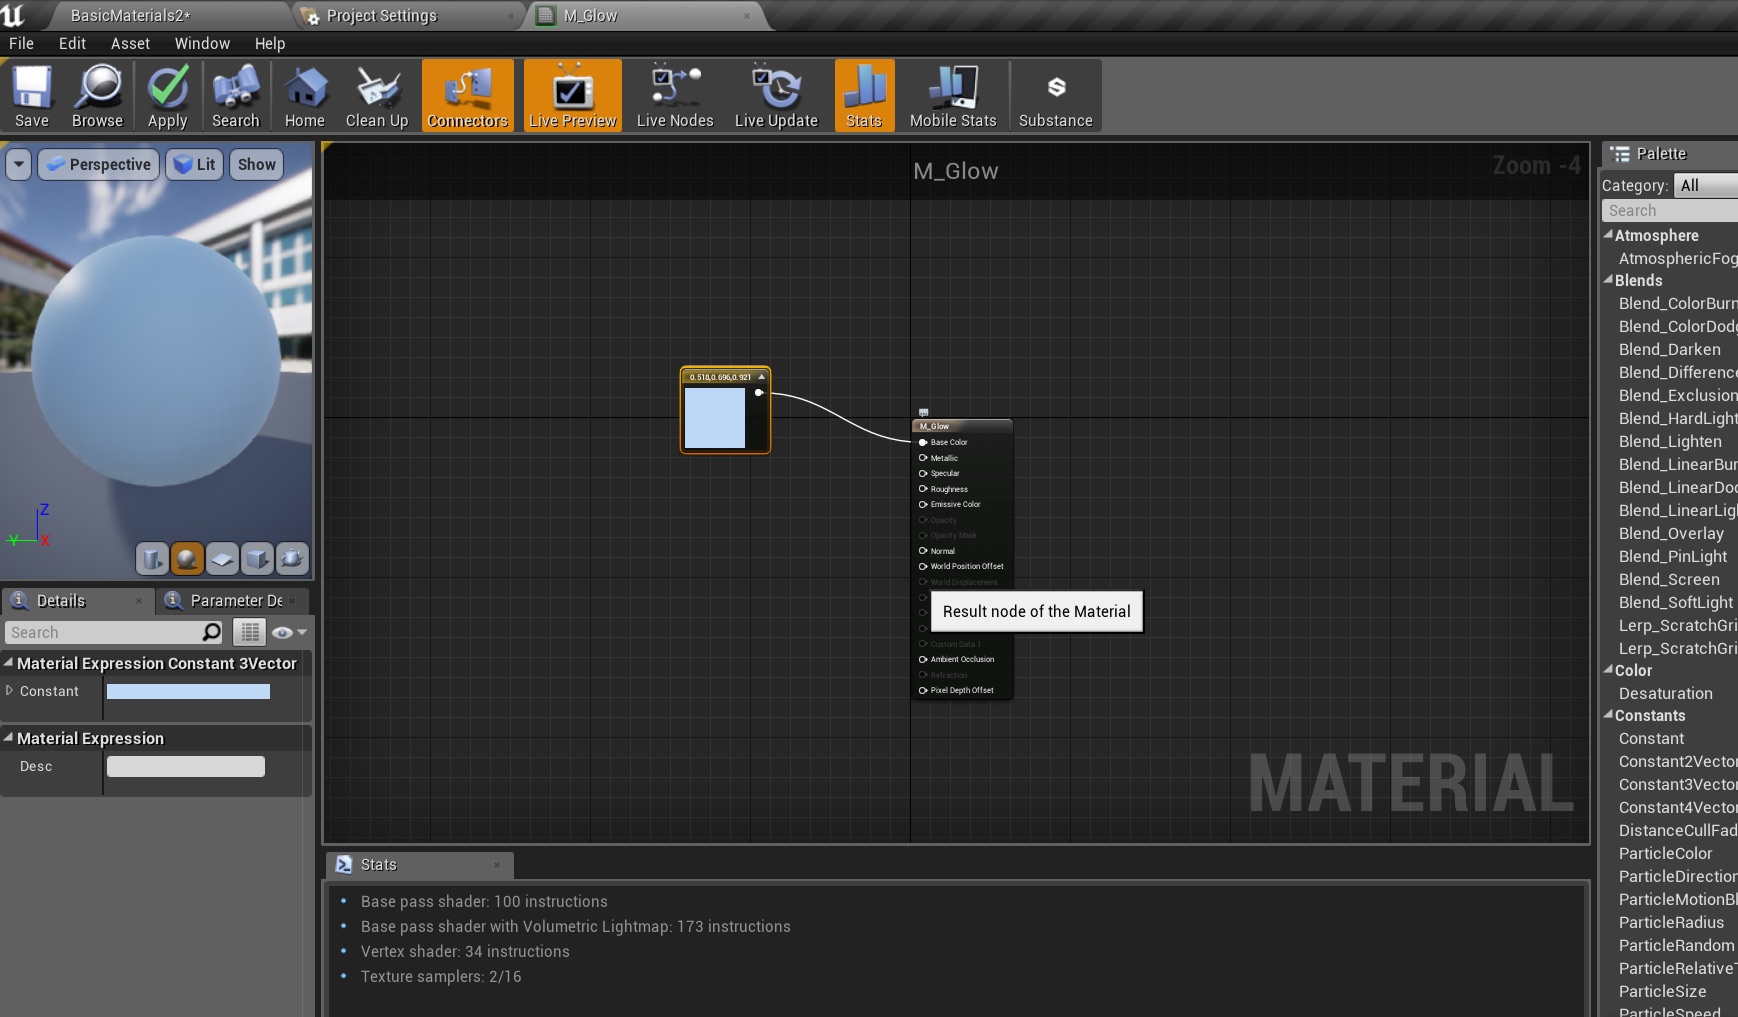 BasicMaterials2*
Project Settings
M_Glow
File Edit Asset Window Help
Save Browse Apply Search Home Clean Up Connectors Live Preview Live Nodes Live Update Stats Mobile Stats Substance
Perspective Lit Show
Z
Y X
Details
Parameter De
Search
Material Expression Constant 3Vector
Constant
Material Expression
Desc
M_Glow
Zoom -4
0.518,0.696,0.921
M_Glow
Base Color
Metallic
Specular
Roughness
Emissive Color
Opacity
Opacity Mask
Normal
World Position Offset
World Displacement
Result node of the Material
Custom Data 1
Ambient Occlusion
Refraction
Pixel Depth Offset
MATERIAL
Stats
Base pass shader: 100 instructions
Base pass shader with Volumetric Lightmap: 173 instructions
Vertex shader: 34 instructions
Texture samplers: 2/16
Palette
Category: All
Search
Atmosphere
AtmosphericFog
Blends
Blend_ColorBurn
Blend_ColorDodg
Blend_Darken
Blend_Difference
Blend_Exclusion
Blend_HardLight
Blend_Lighten
Blend_LinearBur
Blend_LinearDod
Blend_LinearLig
Blend_Overlay
Blend_PinLight
Blend_Screen
Blend_SoftLight
Lerp_ScratchGri
Lerp_ScratchGri
Color
Desaturation
Constants
Constant
Constant2Vector
Constant3Vector
Constant4Vector
DistanceCullFad
ParticleColor
ParticleDirection
ParticleMotionBl
ParticleRadius
ParticleRandom
ParticleRelativeT
ParticleSize
ParticleSpeed